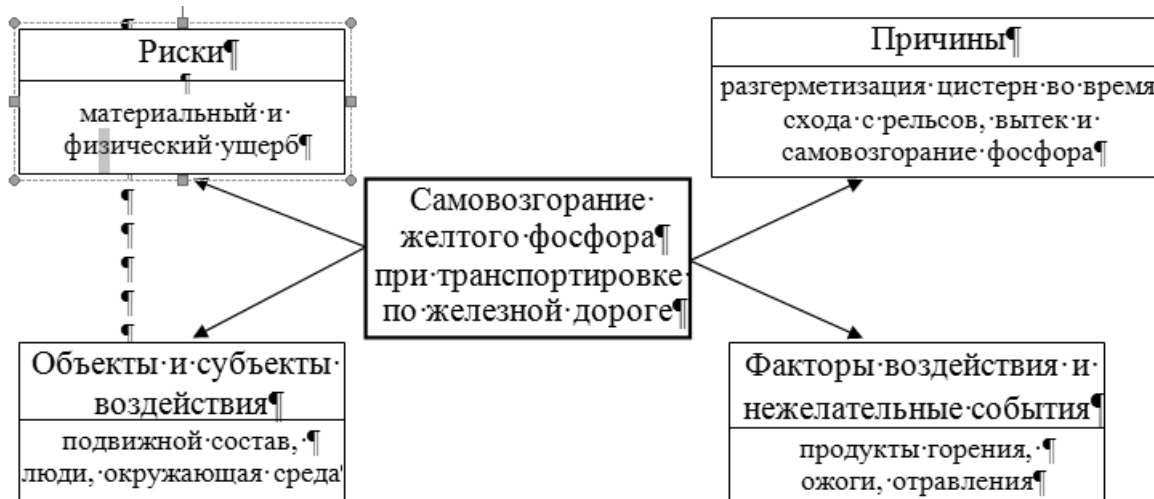 Риски¶
¶
материальный·и
физический·ущерб¶
Причины¶
разгерметизация·цистерн·во·время
схода·с·рельсов,·вытек·и
самовозгорание·фосфора¶
Самовозгорание·
желтого·фосфора¶
при·транспортировке·
по·железной·дороге¶
Объекты·и·субъекты·
воздействия¶
подвижной·состав,·¶
люди,·окружающая·среда
Факторы·воздействия·и·
нежелательные·события¶
продукты·горения,·¶
ожоги,·отравления¶